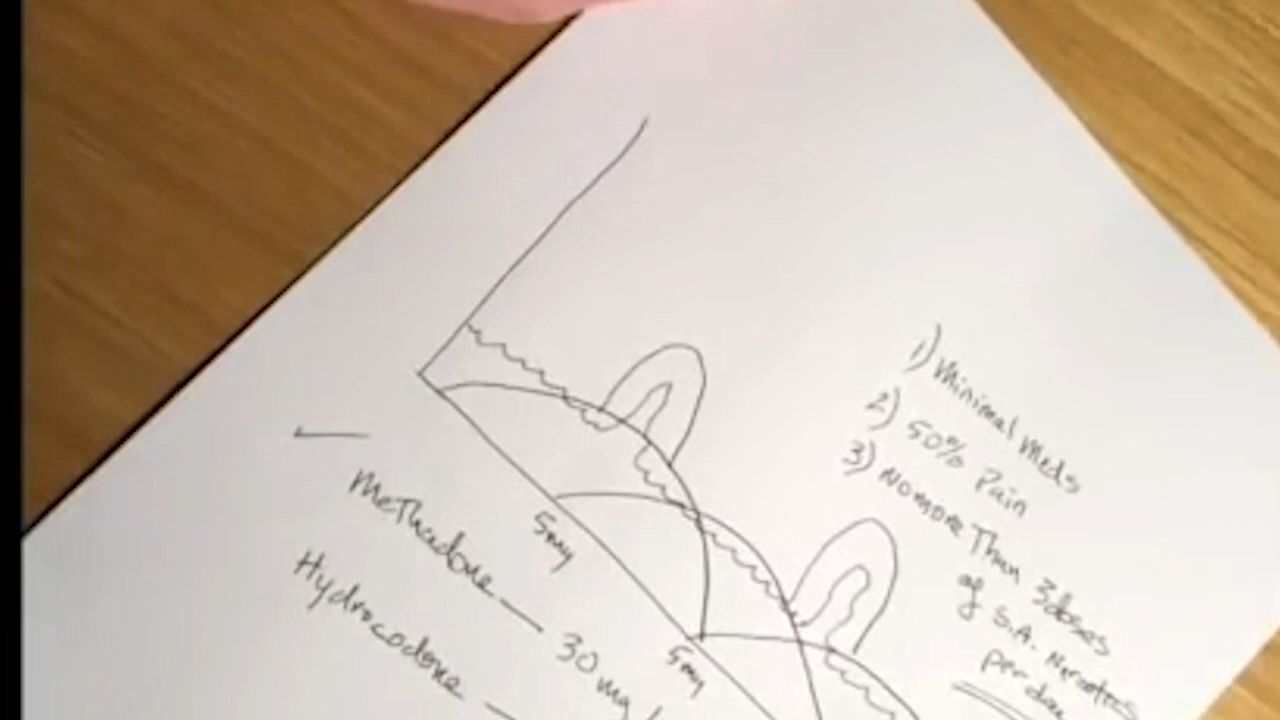 1) Minimal Meds
2) 50% Pain
3) No more Than 3 doses
of S.A. Narcotics
per day
5mg
5mg
Methadone — 30 mg /
Hydrocodone —